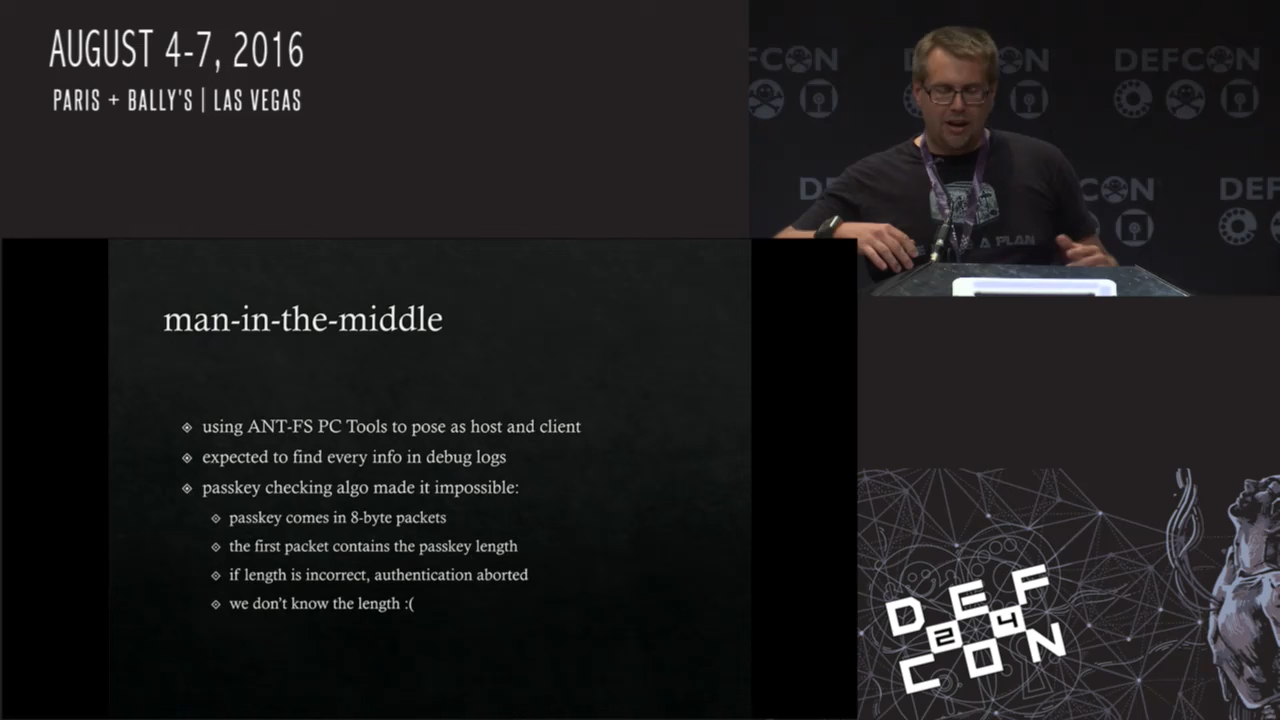 AUGUST 4-7, 2016
PARIS + BALLY'S | LAS VEGAS
FCON
DEFCON
DEFCON
DEF
A PLAN
man-in-the-middle
using ANT-FS PC Tools to pose as host and client
expected to find every info in debug logs
passkey checking algo made it impossible:
passkey comes in 8-byte packets
the first packet contains the passkey length
if length is incorrect, authentication aborted
we don't know the length :(
DEF
24
CON